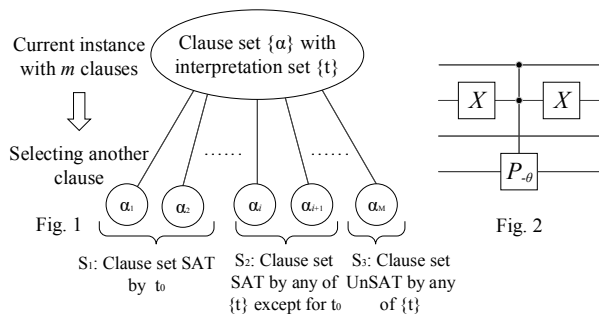 Current instance
with m clauses
Clause set {α} with
interpretation set {t}
Selecting another
clause
......
......
α1
α2
αi
αi+1
αM
Fig. 1
S1: Clause set SAT
by t0
S2: Clause set
SAT by any of
{t} except for t0
S3: Clause set
UnSAT by any
of {t}
X
X
P-θ
Fig. 2